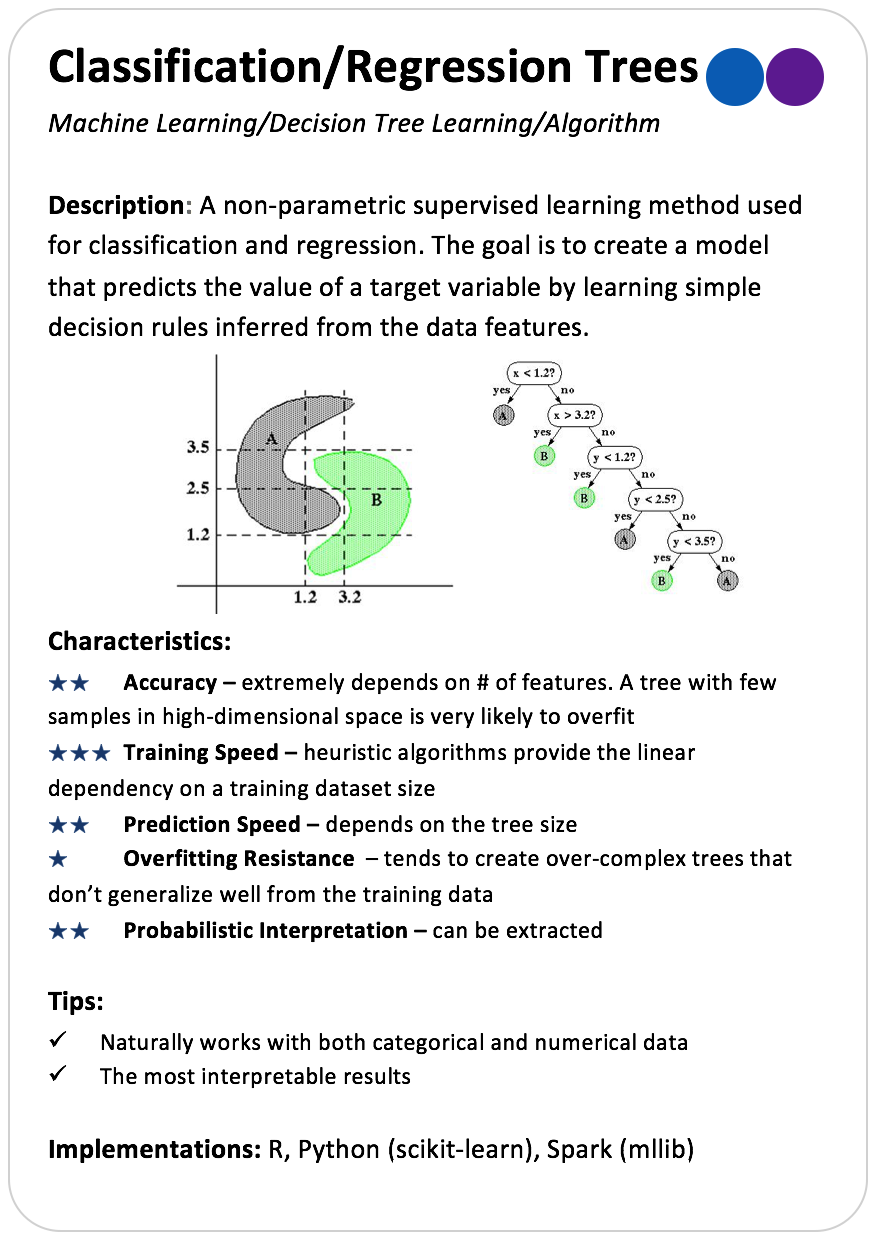 Classification/Regression Trees
Machine Learning/Decision Tree Learning/Algorithm
Description: A non-parametric supervised learning method used
for classification and regression. The goal is to create a model
that predicts the value of a target variable by learning simple
decision rules inferred from the data features.
A
B
3.5
2.5
1.2
1.2 3.2
x < 1.2?
yes no
A
x > 3.2?
yes no
B
y < 1.2?
yes no
B
y < 2.5?
yes no
A
y < 3.5?
yes no
B A
Characteristics:
★★ Accuracy – extremely depends on # of features. A tree with few
samples in high-dimensional space is very likely to overfit
★★★ Training Speed – heuristic algorithms provide the linear
dependency on a training dataset size
★★ Prediction Speed – depends on the tree size
★ Overfitting Resistance – tends to create over-complex trees that
don’t generalize well from the training data
★★ Probabilistic Interpretation – can be extracted
Tips:
✓ Naturally works with both categorical and numerical data
✓ The most interpretable results
Implementations: R, Python (scikit-learn), Spark (mllib)